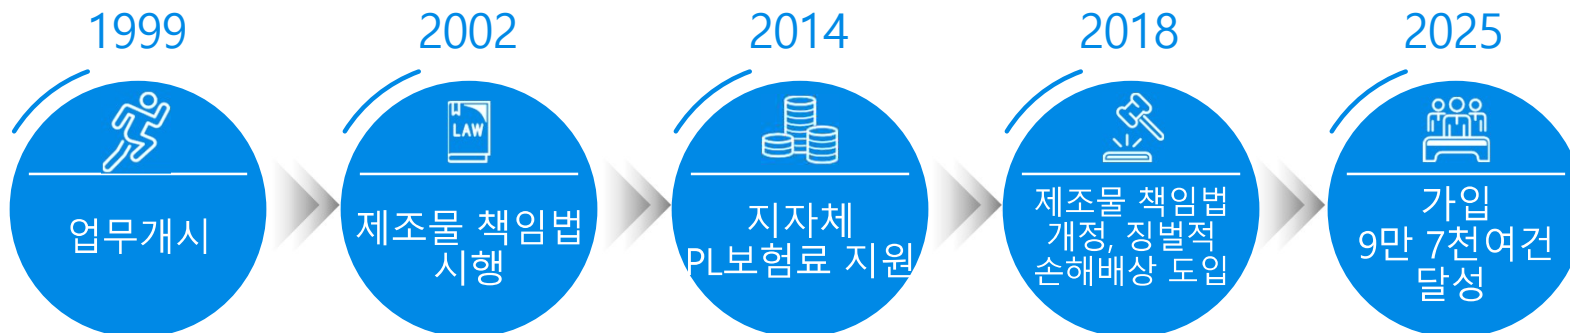 1999
업무개시
2002
LAW
제조물 책임법
시행
2014
지자체
PL보험료 지원
2018
제조물 책임법
개정, 징벌적
손해배상 도입
2025
가입
9만 7천여건
달성